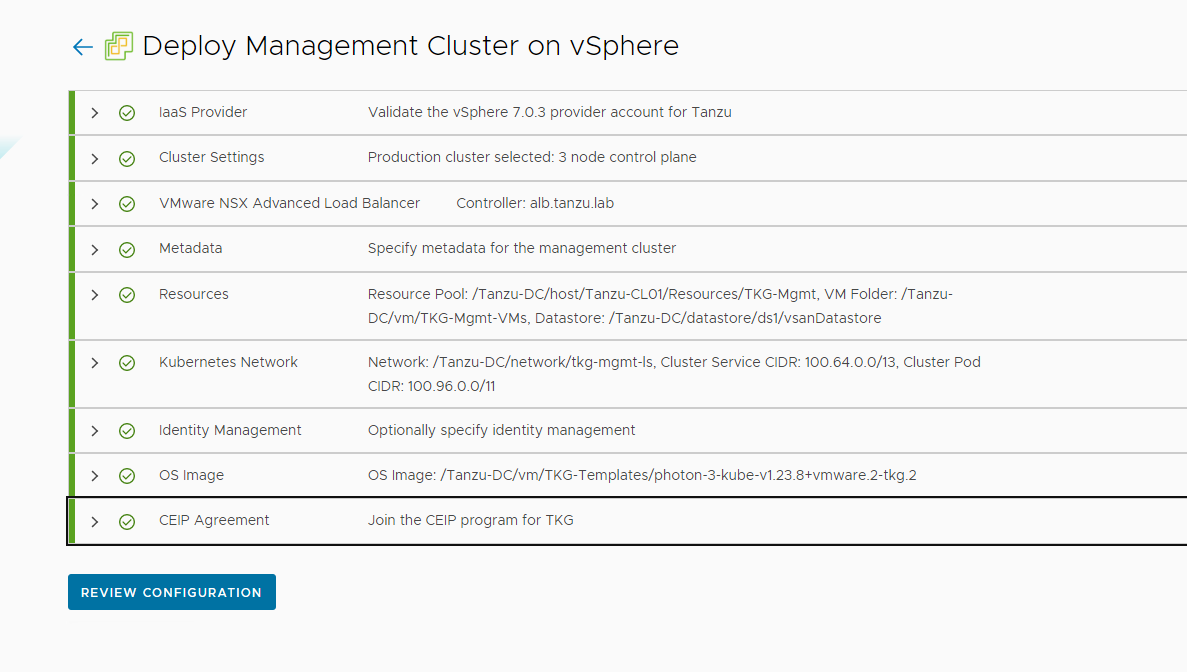 Deploy Management Cluster on vSphere
IaaS Provider Validate the vSphere 7.0.3 provider account for Tanzu
Cluster Settings Production cluster selected: 3 node control plane
VMware NSX Advanced Load Balancer Controller: alb.tanzu.lab
Metadata Specify metadata for the management cluster
Resources Resource Pool: /Tanzu-DC/host/Tanzu-CL01/Resources/TKG-Mgmt, VM Folder: /Tanzu-
DC/vm/TKG-Mgmt-VMs, Datastore: /Tanzu-DC/datastore/ds1/vsanDatastore
Kubernetes Network Network: /Tanzu-DC/network/tkg-mgmt-ls, Cluster Service CIDR: 100.64.0.0/13, Cluster Pod
CIDR: 100.96.0.0/11
Identity Management Optionally specify identity management
OS Image OS Image: /Tanzu-DC/vm/TKG-Templates/photon-3-kube-v1.23.8+vmware.2-tkg.2
CEIP Agreement Join the CEIP program for TKG
REVIEW CONFIGURATION